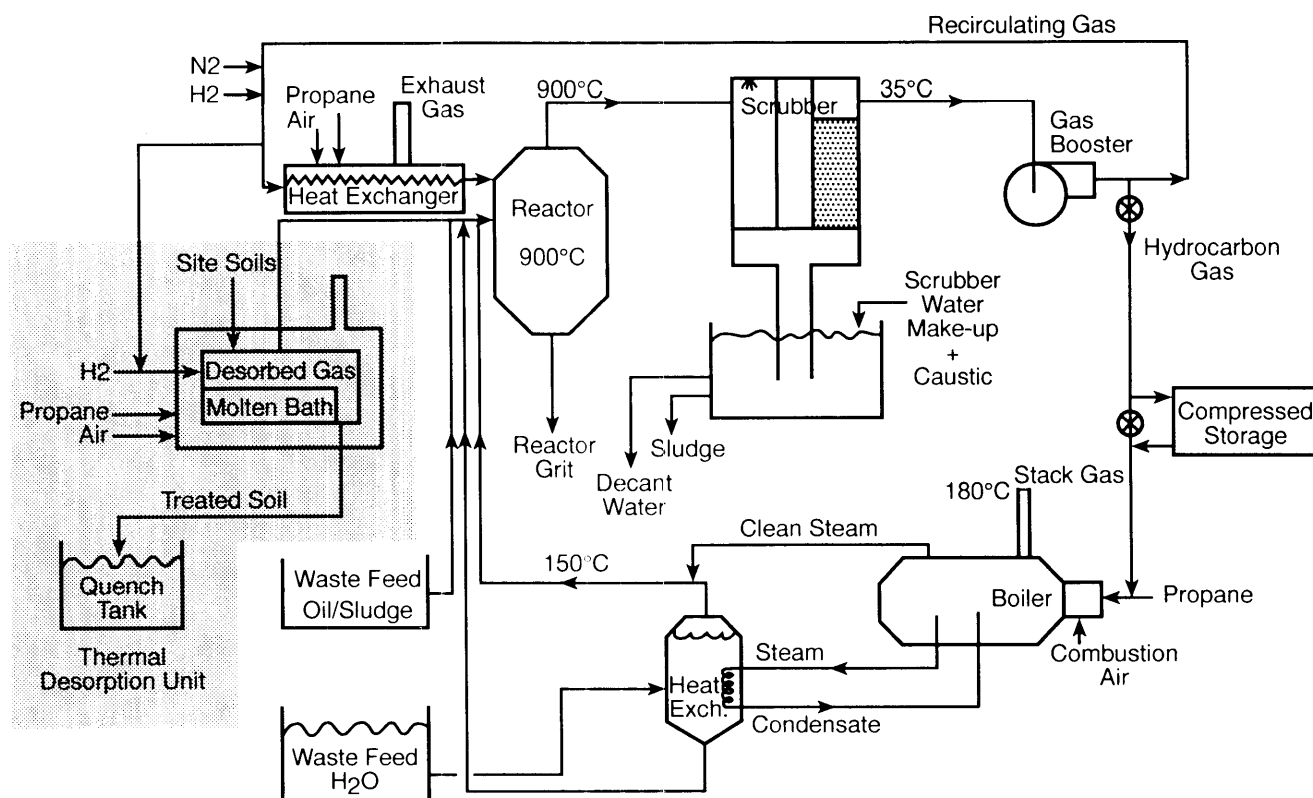 Recirculating Gas
N2
H2
Propane
Air
Exhaust
Gas
900°C
Scrubber
35°C
Gas
Booster
Heat Exchanger
Reactor
900°C
Hydrocarbon
Gas
Site Soils
Scrubber
Water
Make-up
+
Caustic
H2
Desorbed Gas
Molten Bath
Propane
Air
Compressed
Storage
Reactor
Grit
Sludge
Decant
Water
Treated Soil
Stack Gas
180°C
Clean Steam
150°C
Quench
Tank
Waste Feed
Oil/Sludge
Boiler
Propane
Thermal
Desorption Unit
Steam
Combustion
Air
Heat
Exch.
Condensate
Waste Feed
H2O